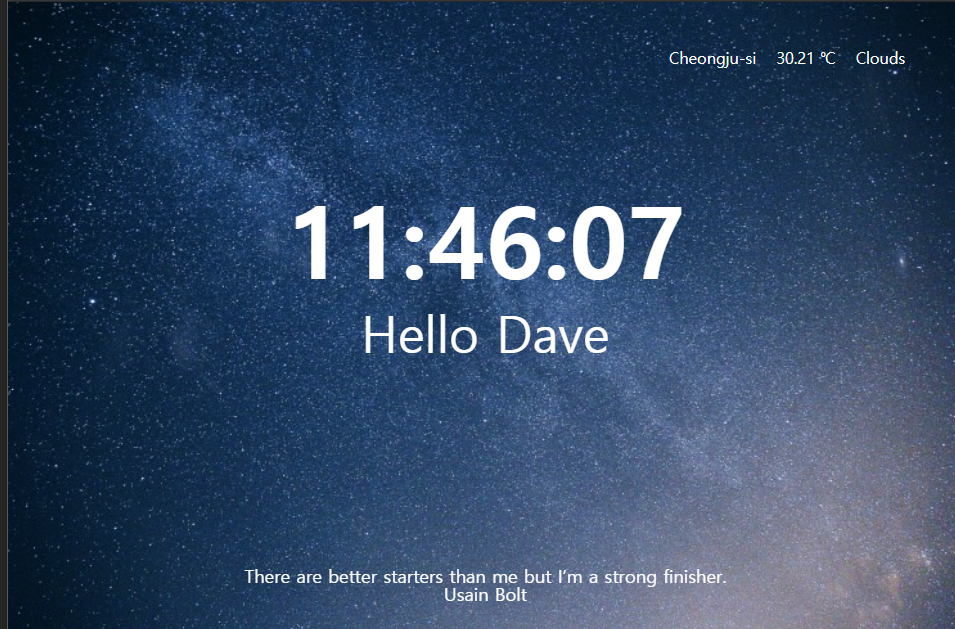 Cheongju-si 30.21 ℃ Clouds
11:46:07
Hello Dave
There are better starters than me but I’m a strong finisher.
Usain Bolt